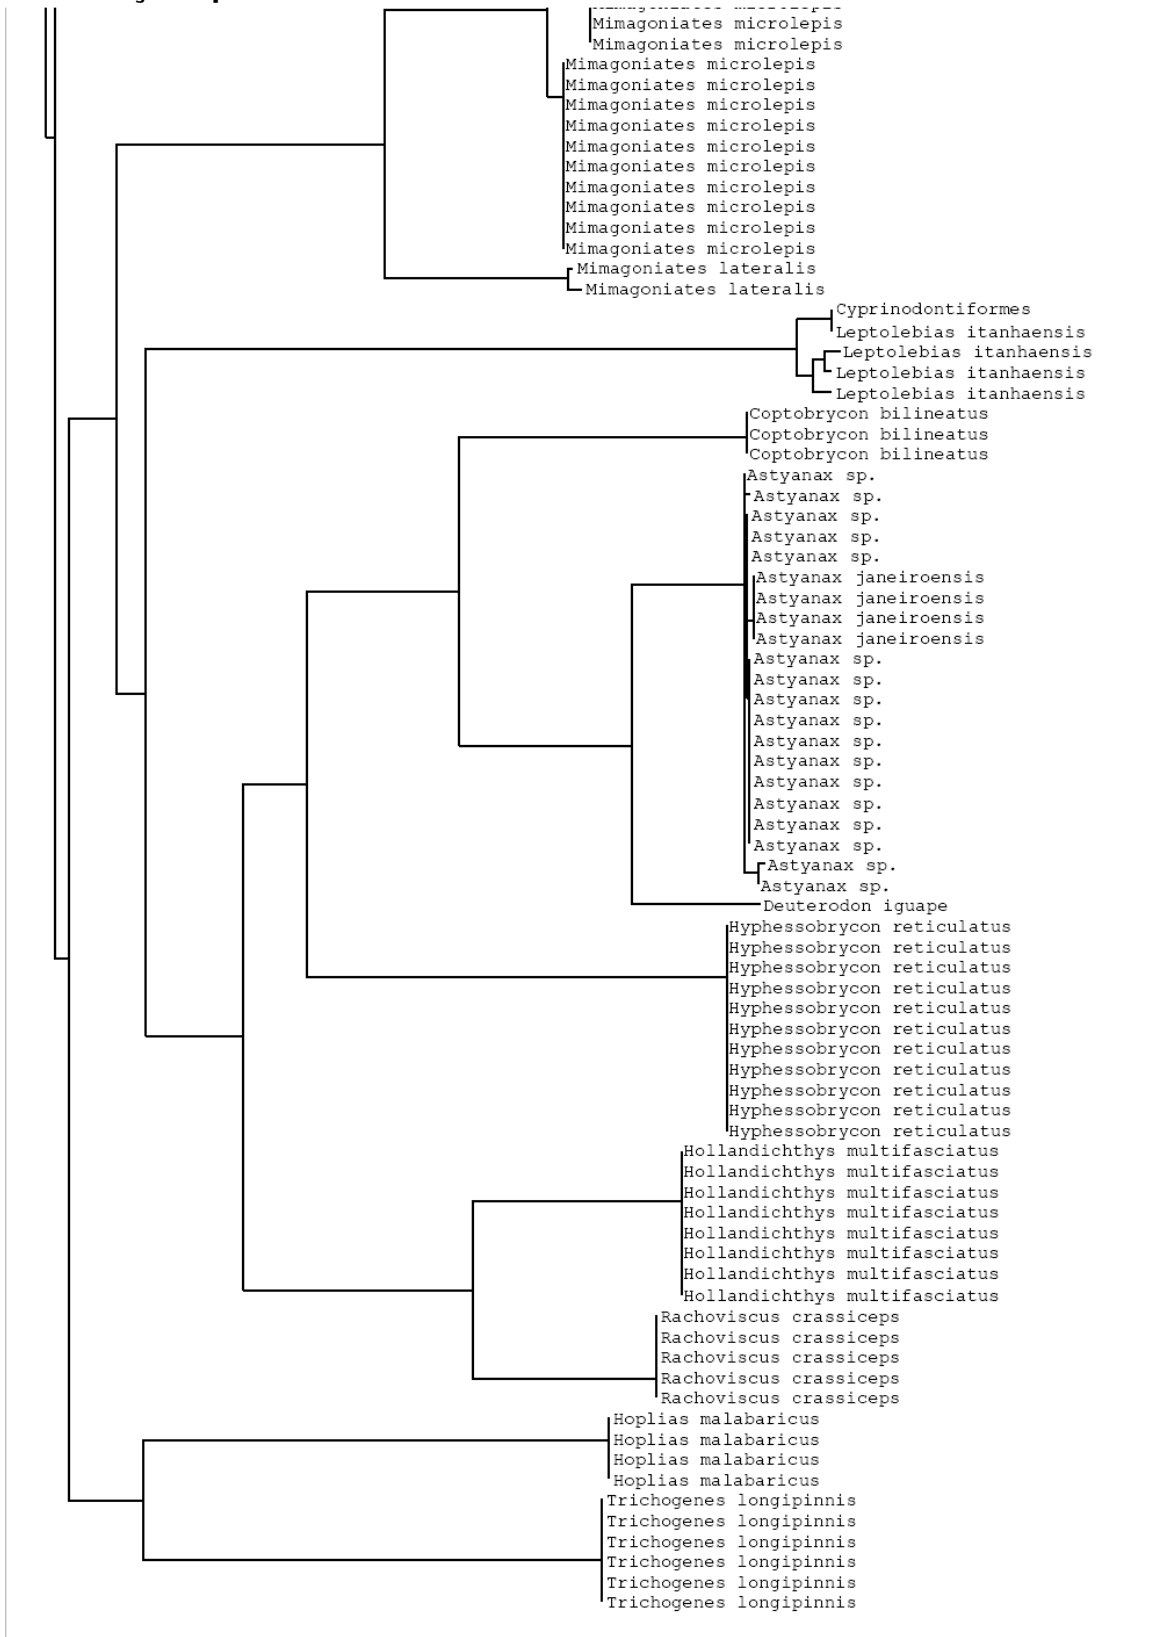 Mimagoniates microlepis
Mimagoniates microlepis
Mimagoniates microlepis
Mimagoniates microlepis
Mimagoniates microlepis
Mimagoniates microlepis
Mimagoniates microlepis
Mimagoniates microlepis
Mimagoniates microlepis
Mimagoniates microlepis
Mimagoniates microlepis
Mimagoniates microlepis
Mimagoniates microlepis
Mimagoniates lateralis
Mimagoniates lateralis
Cyprinodontiformes
Leptolebias itanhaensis
Leptolebias itanhaensis
Leptolebias itanhaensis
Leptolebias itanhaensis
Coptobrycon bilineatus
Coptobrycon bilineatus
Coptobrycon bilineatus
Astyanax sp.
Astyanax sp.
Astyanax sp.
Astyanax sp.
Astyanax sp.
Astyanax janeiroensis
Astyanax janeiroensis
Astyanax janeiroensis
Astyanax janeiroensis
Astyanax sp.
Astyanax sp.
Astyanax sp.
Astyanax sp.
Astyanax sp.
Astyanax sp.
Astyanax sp.
Astyanax sp.
Astyanax sp.
Astyanax sp.
Astyanax sp.
Astyanax sp.
Deuterodon iguape
Hyphessobrycon reticulatus
Hyphessobrycon reticulatus
Hyphessobrycon reticulatus
Hyphessobrycon reticulatus
Hyphessobrycon reticulatus
Hyphessobrycon reticulatus
Hyphessobrycon reticulatus
Hyphessobrycon reticulatus
Hyphessobrycon reticulatus
Hyphessobrycon reticulatus
Hyphessobrycon reticulatus
Hollandichthys multifasciatus
Hollandichthys multifasciatus
Hollandichthys multifasciatus
Hollandichthys multifasciatus
Hollandichthys multifasciatus
Hollandichthys multifasciatus
Hollandichthys multifasciatus
Hollandichthys multifasciatus
Rachoviscus crassiceps
Rachoviscus crassiceps
Rachoviscus crassiceps
Rachoviscus crassiceps
Rachoviscus crassiceps
Hoplias malabaricus
Hoplias malabaricus
Hoplias malabaricus
Hoplias malabaricus
Trichogenes longipinnis
Trichogenes longipinnis
Trichogenes longipinnis
Trichogenes longipinnis
Trichogenes longipinnis
Trichogenes longipinnis